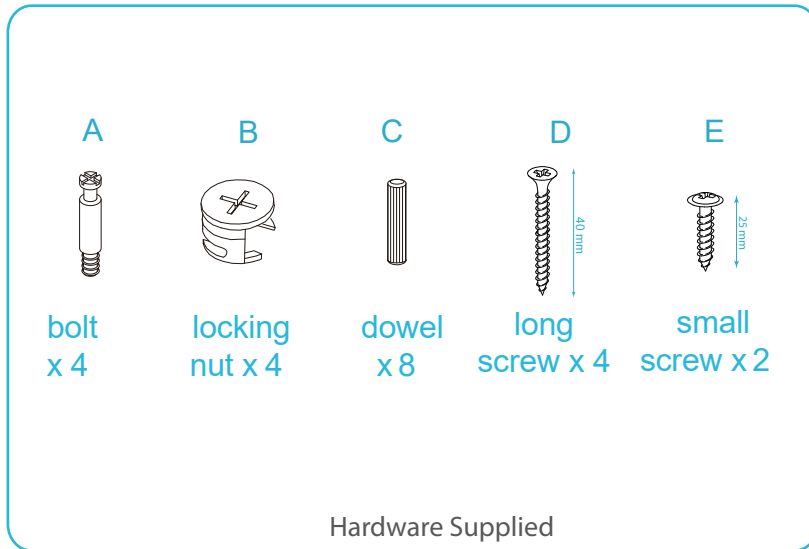 A
B
C
D
E
40 mm
25 mm
bolt
x 4
locking
nut x 4
dowel
x 8
long
screw x 4
small
screw x 2
Hardware Supplied